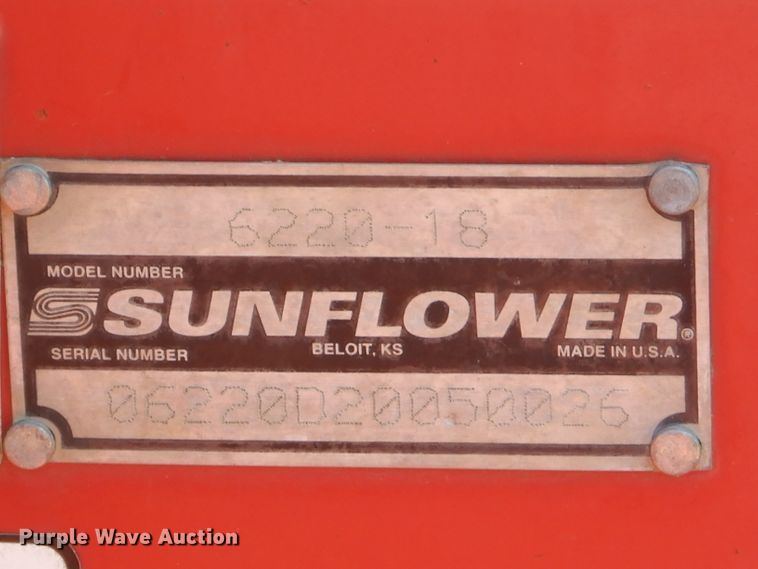 6220-18
MODEL NUMBER
SUNFLOWER®
SERIAL NUMBER BELOIT, KS MADE IN U.S.A.
06220D20050026
Purple Wave Auction